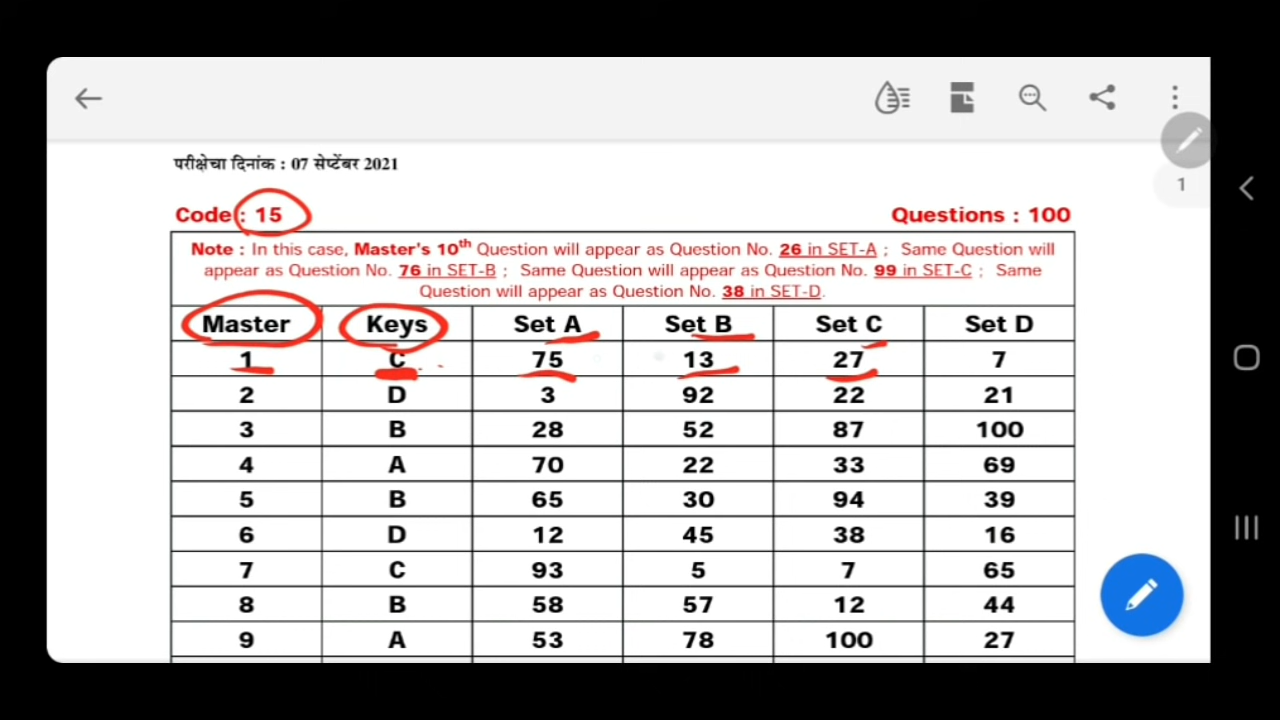 1
परीक्षेचा दिनांक : 07 सेप्टेंबर 2021
Code : 15 Questions : 100
Note : In this case, Master's 10th Question will appear as Question No. 26 in SET-A ; Same Question will
appear as Question No. 76 in SET-B ; Same Question will appear as Question No. 99 in SET-C ; Same
Question will appear as Question No. 38 in SET-D.
Master Keys Set A Set B Set C Set D
1 C 75 13 27 7
2 D 3 92 22 21
3 B 28 52 87 100
4 A 70 22 33 69
5 B 65 30 94 39
6 D 12 45 38 16
7 C 93 5 7 65
8 B 58 57 12 44
9 A 53 78 100 27